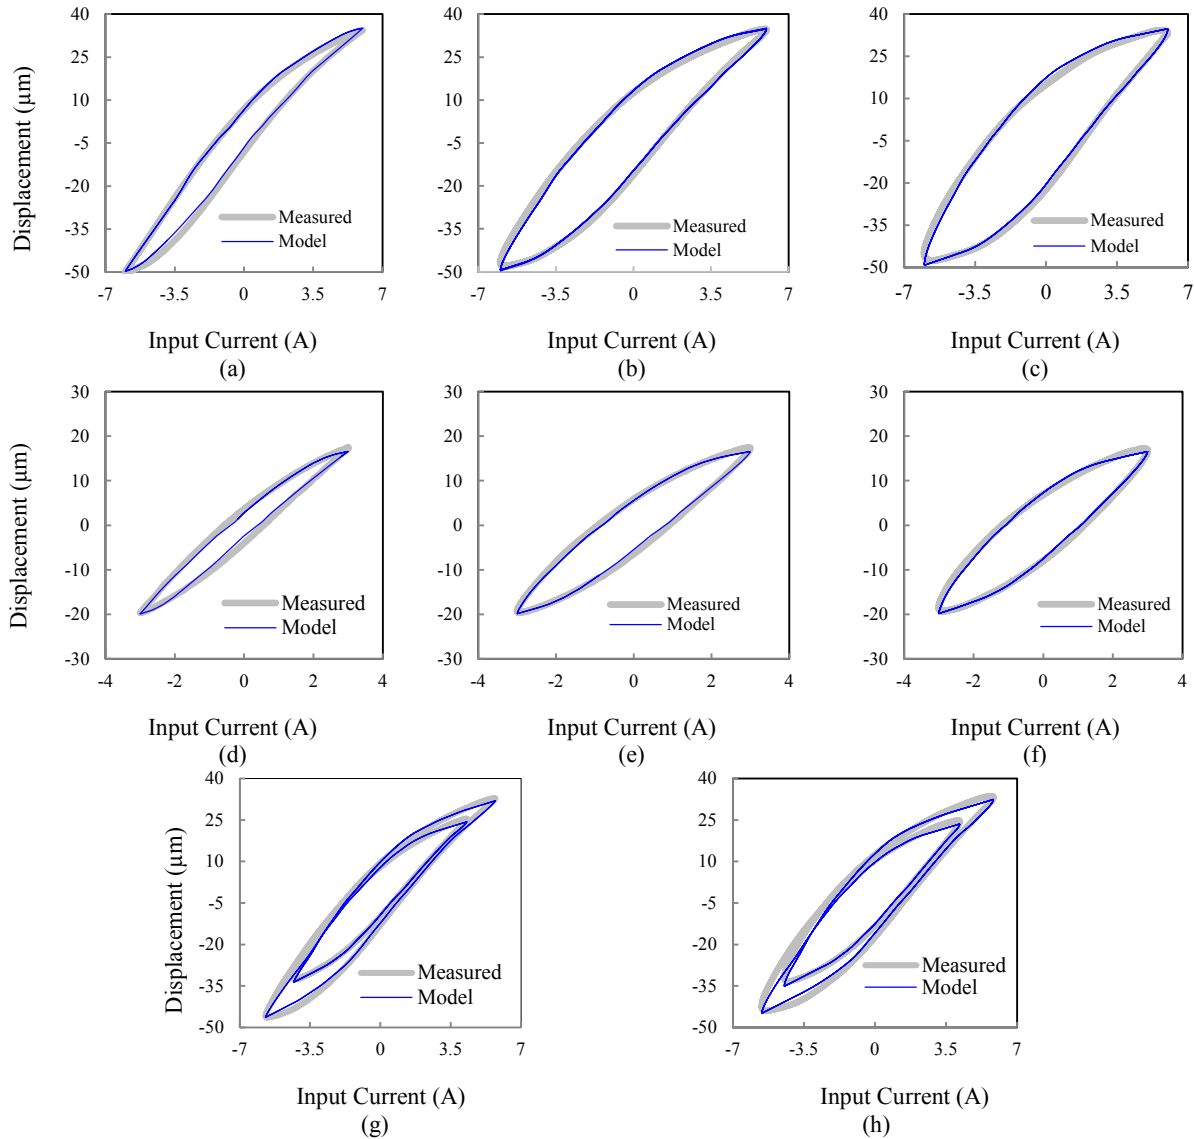 40
25
10
-5
-20
-35
-50
-7
-3.5
0
3.5
7
Displacement (µm)
Measured
Model
Input Current (A)
(a)
40
25
10
-5
-20
-35
-50
-7
-3.5
0
3.5
7
Measured
Model
Input Current (A)
(b)
40
25
10
-5
-20
-35
-50
-7
-3.5
0
3.5
7
Measured
Model
Input Current (A)
(c)
30
20
10
0
-10
-20
-30
-4
-2
0
2
4
Displacement (µm)
Measured
Model
Input Current (A)
(d)
30
20
10
0
-10
-20
-30
-4
-2
0
2
4
Measured
Model
Input Current (A)
(e)
30
20
10
0
-10
-20
-30
-4
-2
0
2
4
Measured
Model
Input Current (A)
(f)
40
25
10
-5
-20
-35
-50
-7
-3.5
0
3.5
7
Displacement (µm)
Measured
Model
Input Current (A)
(g)
40
25
10
-5
-20
-35
-50
-7
-3.5
0
3.5
7
Measured
Model
Input Current (A)
(h)